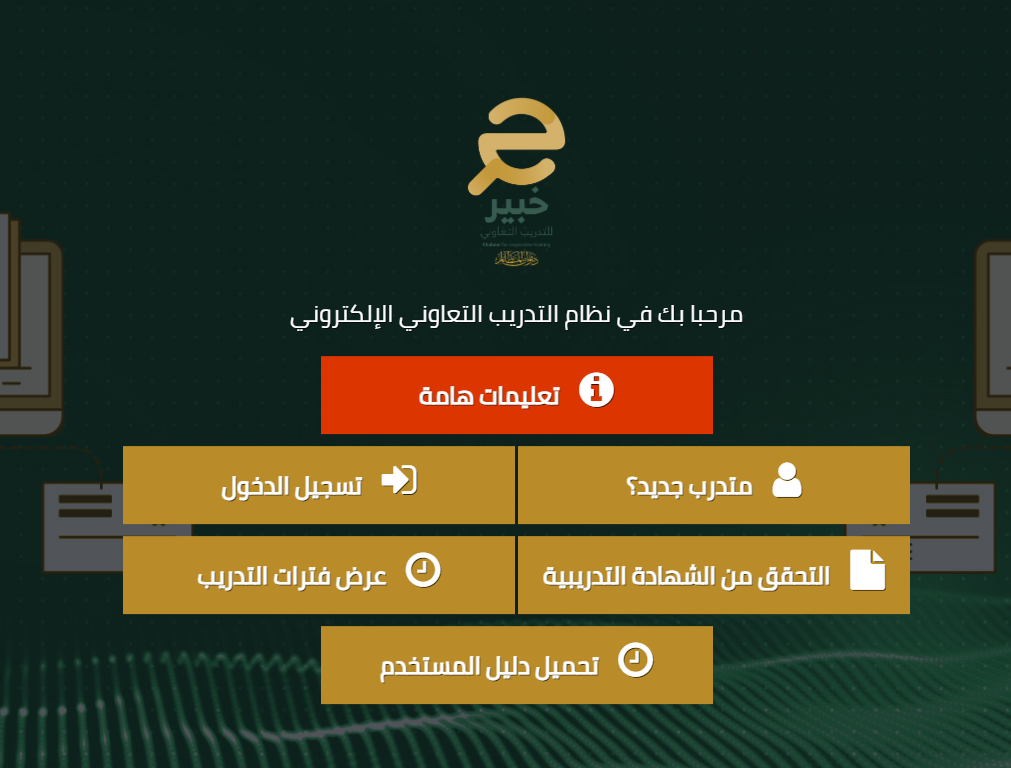 خبير
للتدريب التعاوني
مرحبا بك في نظام التدريب التعاوني الإلكتروني
تعليمات هامة
متدرب جديد؟
تسجيل الدخول
التحقق من الشهادة التدريبية
عرض فترات التدريب
تحميل دليل المستخدم